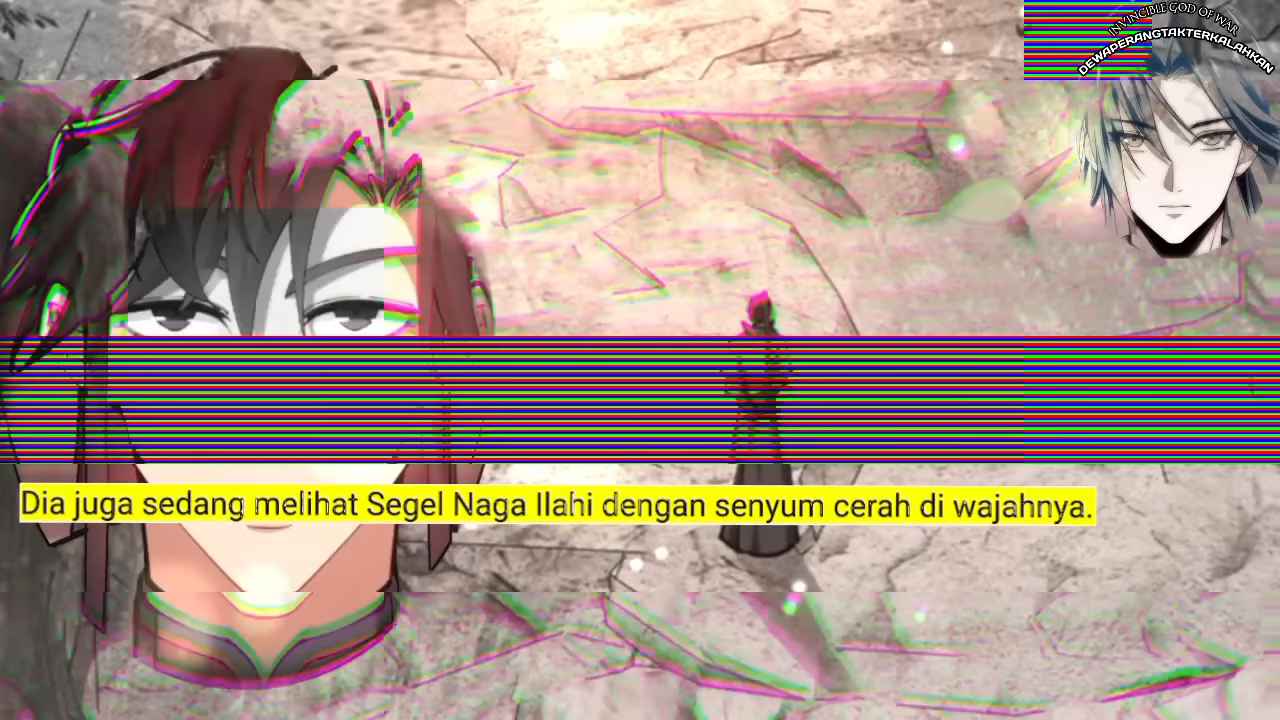 INVINCIBLE GOD OF WAR
DEWAPERANGTAKTERKALAHKAN
Dia juga sedang melihat Segel Naga Ilahi dengan senyum cerah di wajahnya.